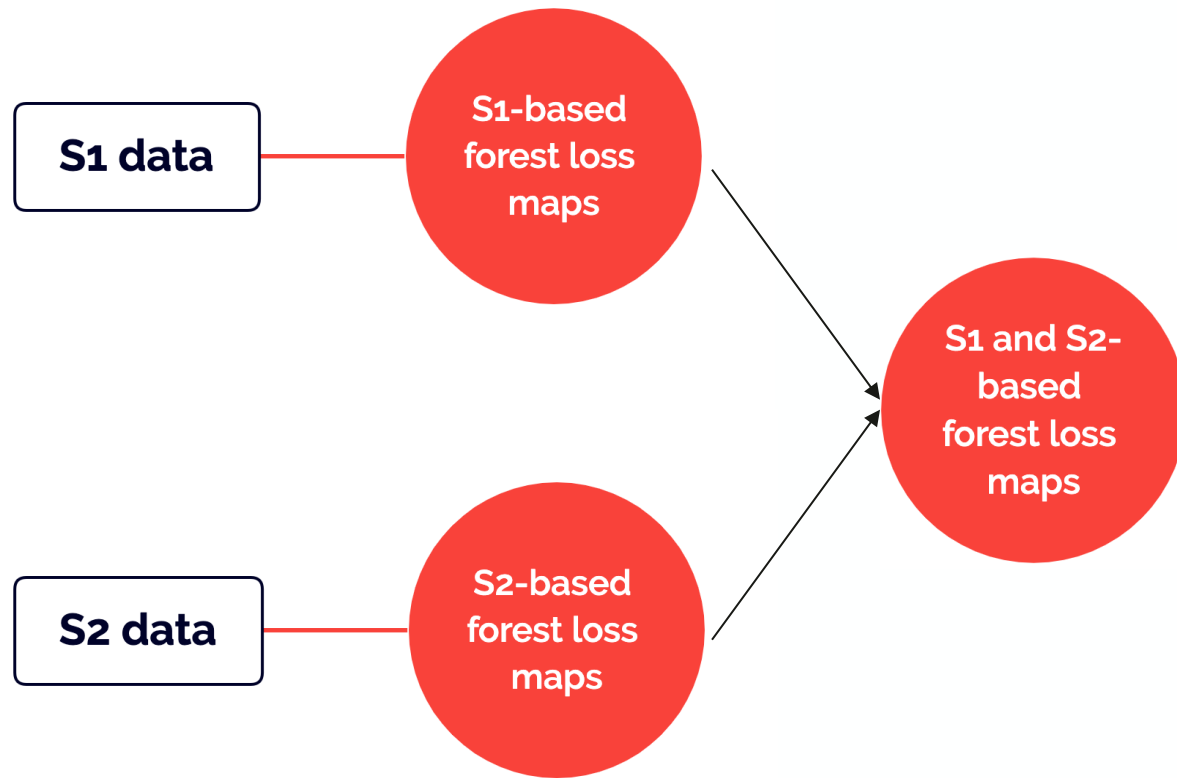 S1 data
S1-based
forest loss
maps
S1 and S2-
based
forest loss
maps
S2 data
S2-based
forest loss
maps